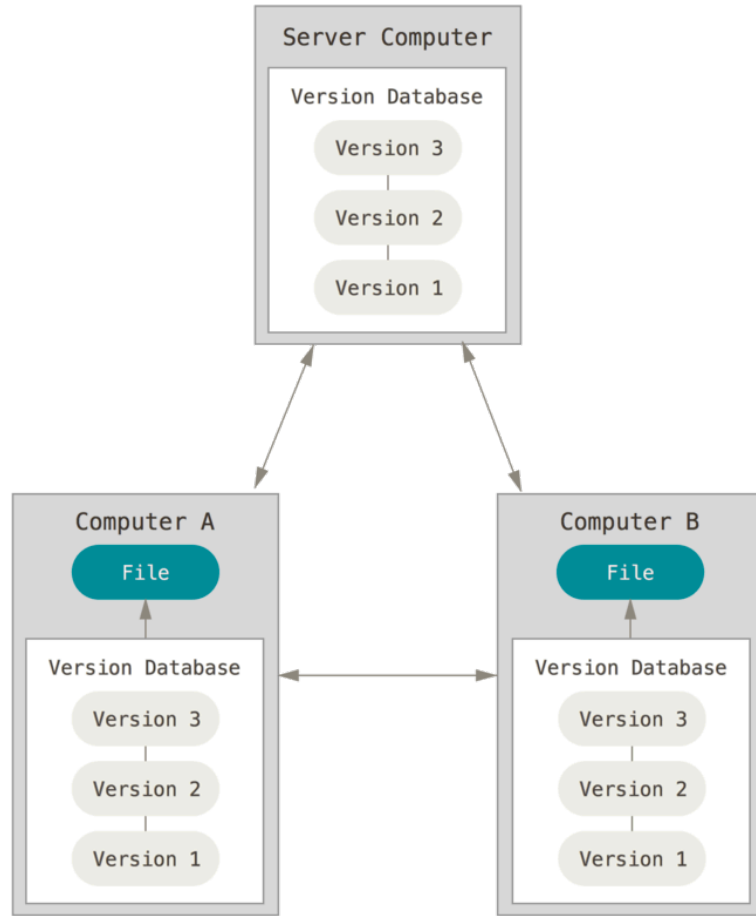 Server Computer
Version Database
Version 3
Version 2
Version 1
Computer A
File
Version Database
Version 3
Version 2
Version 1
Computer B
File
Version Database
Version 3
Version 2
Version 1